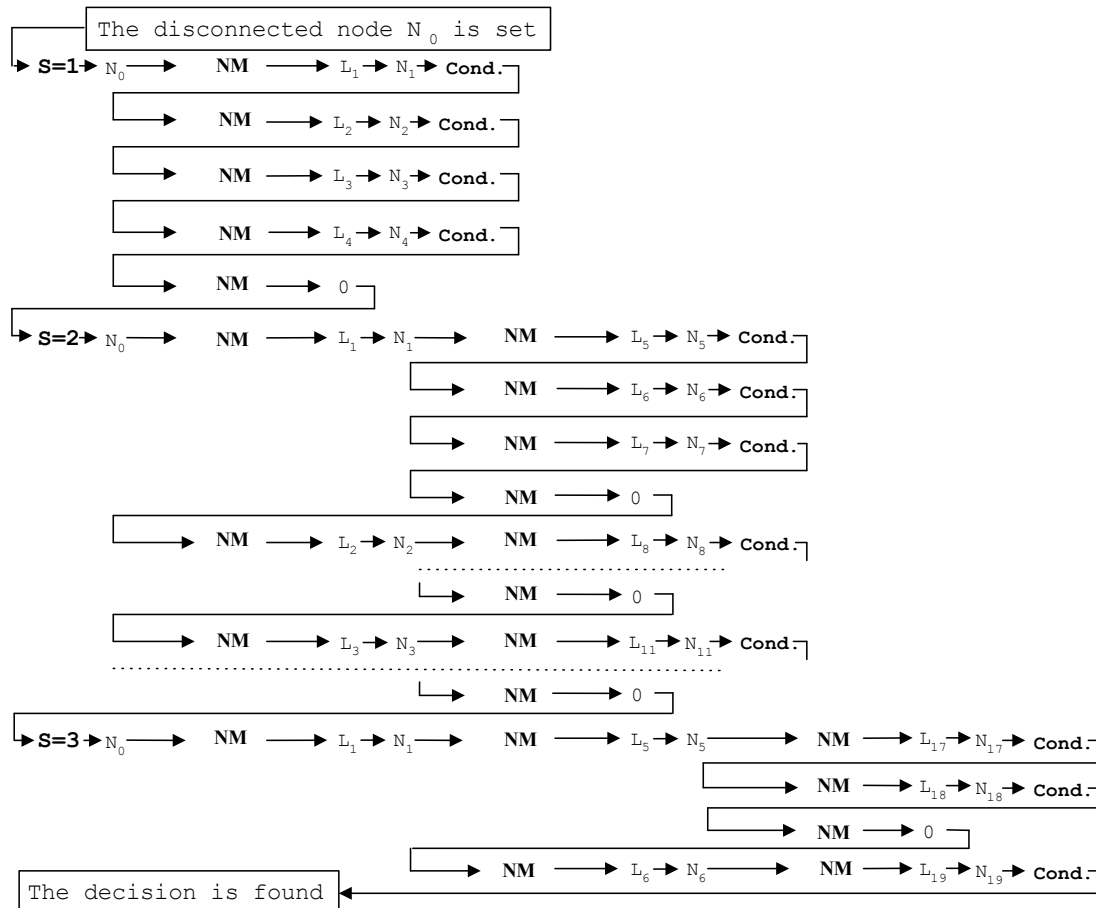 The disconnected node N₀ is set
S=1 N₀ NM L₁ N₁ Cond.
NM L₂ N₂ Cond.
NM L₃ N₃ Cond.
NM L₄ N₄ Cond.
NM 0
S=2 N₀ NM L₁ N₁ NM L₅ N₅ Cond.
NM L₆ N₆ Cond.
NM L₇ N₇ Cond.
NM 0
NM L₂ N₂ NM L₈ N₈ Cond.
NM 0
NM L₃ N₃ NM L₁₁ N₁₁ Cond.
NM 0
S=3 N₀ NM L₁ N₁ NM L₅ N₅ NM L₁₇ N₁₇ Cond.
NM L₁₈ N₁₈ Cond.
NM 0
NM L₆ N₆ NM L₁₉ N₁₉ Cond.
The decision is found